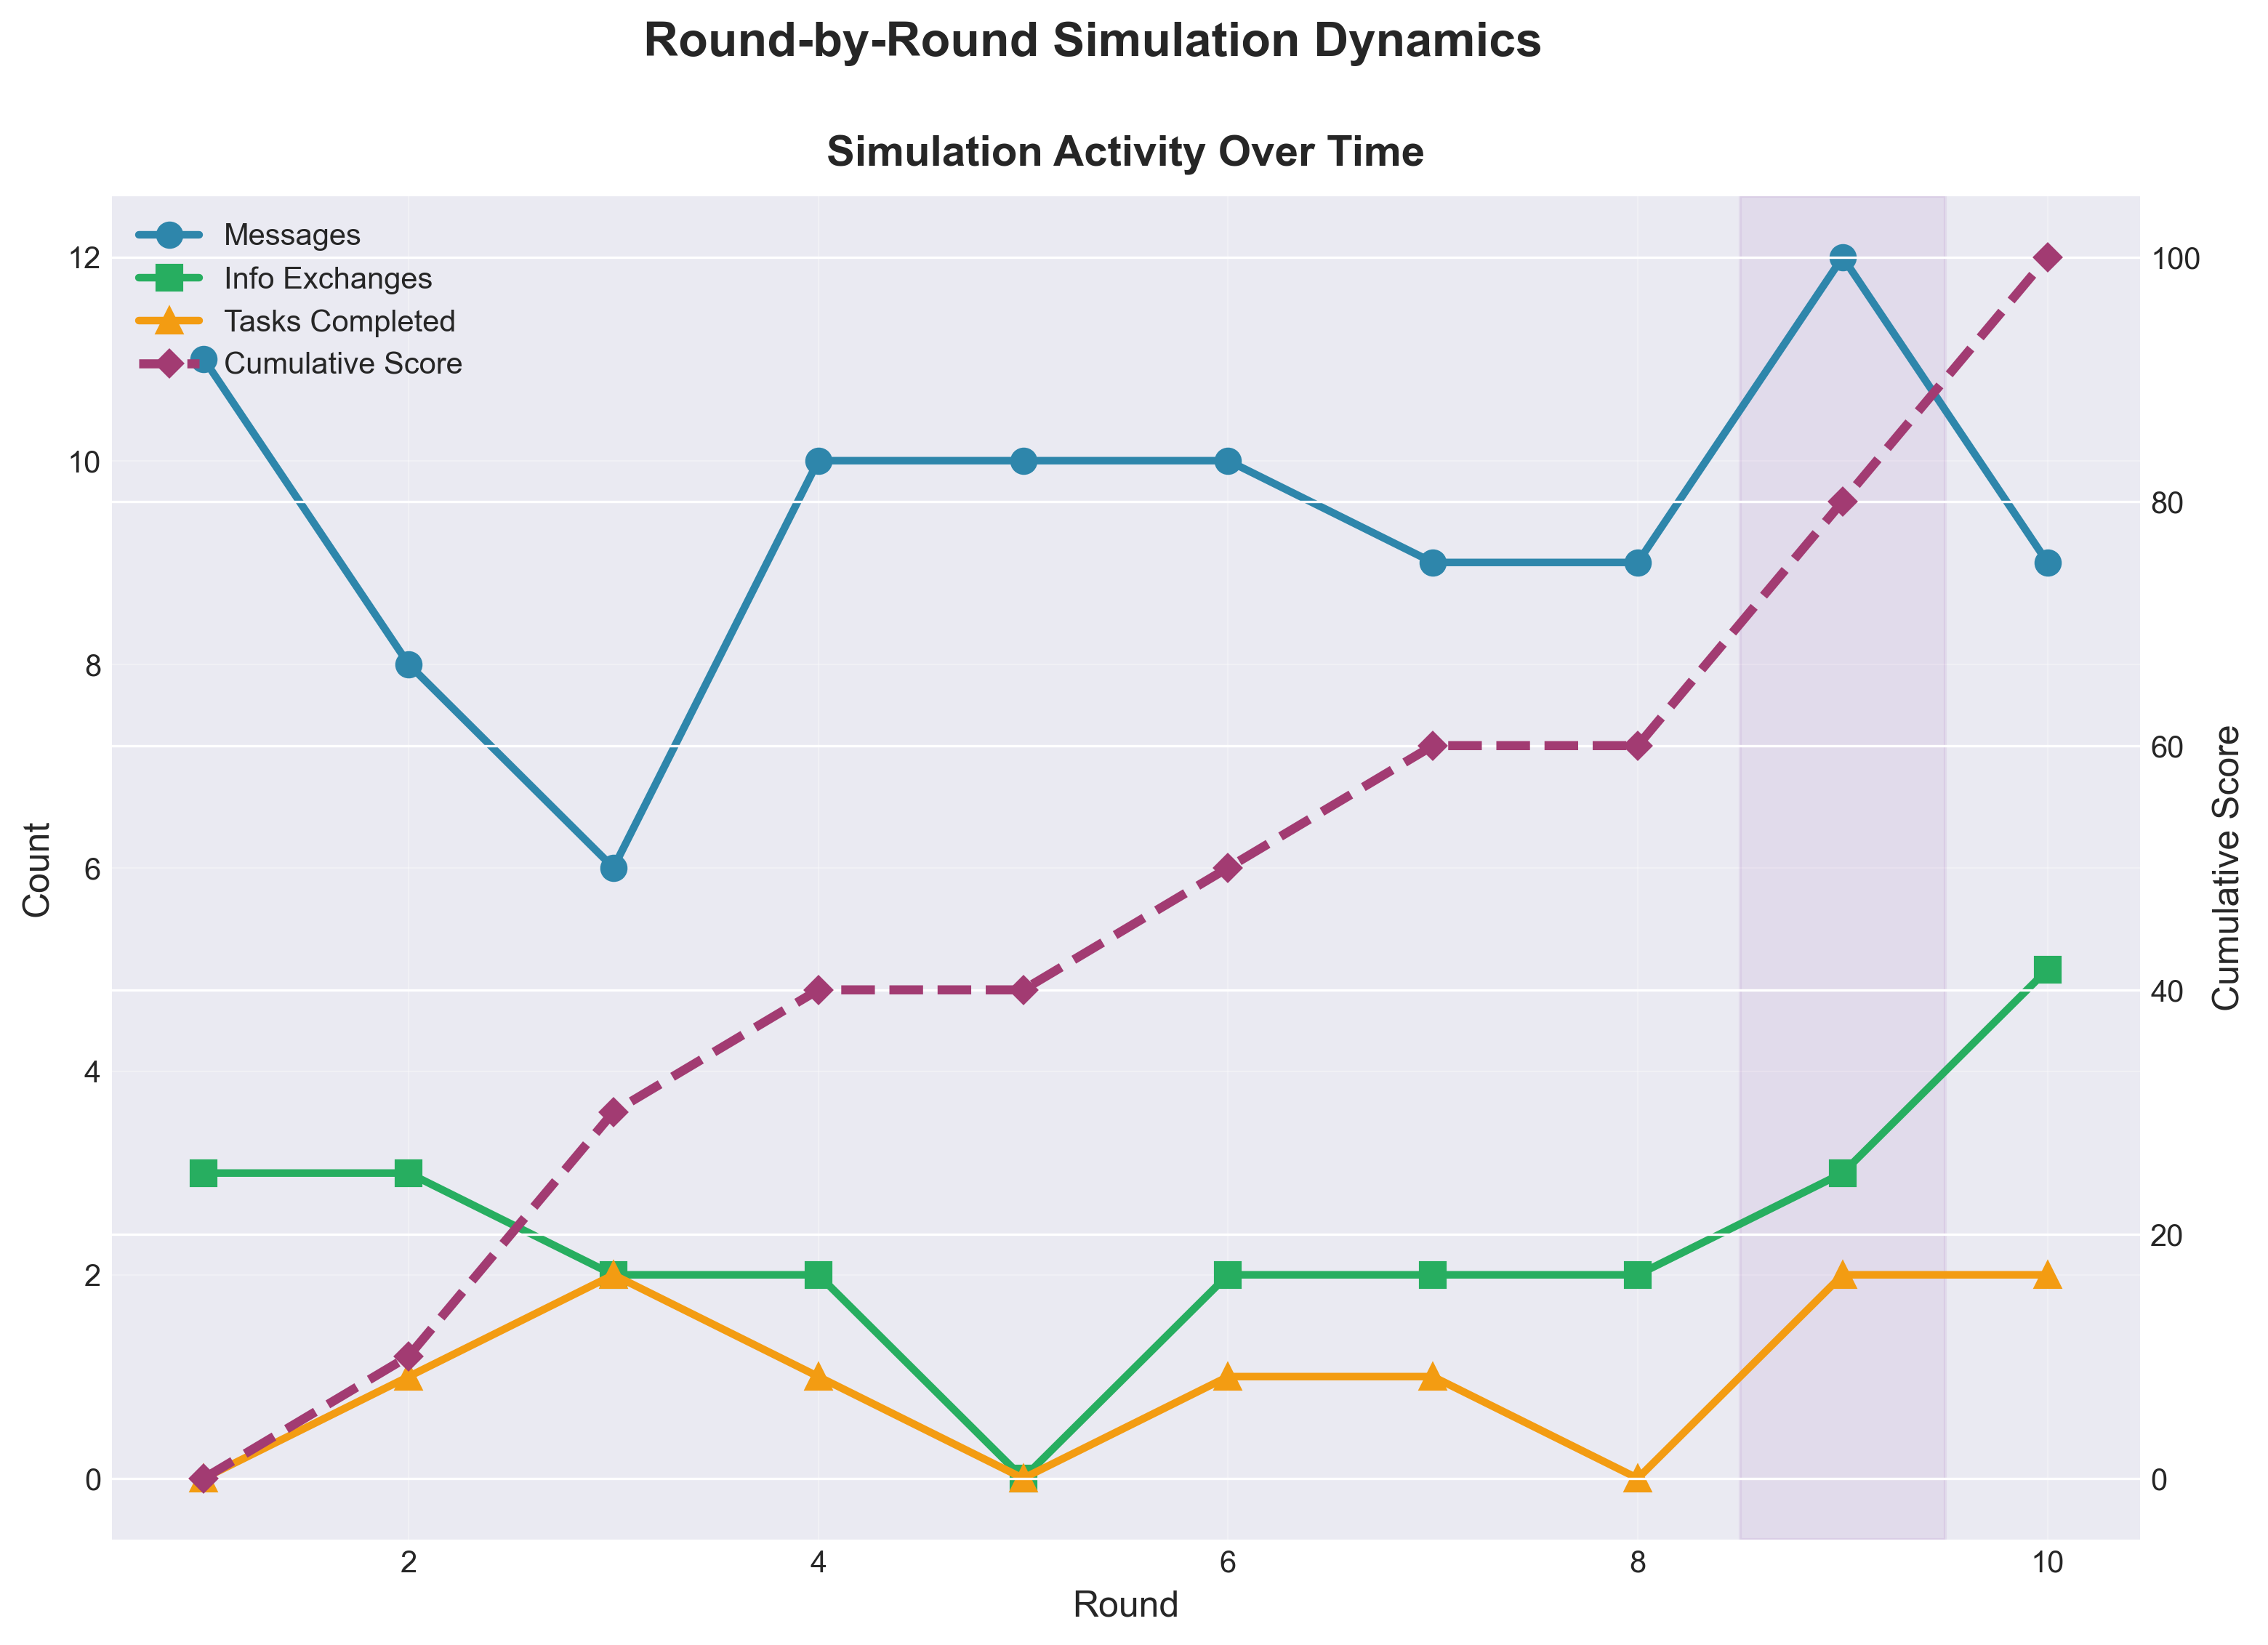 Round-by-Round Simulation Dynamics
Simulation Activity Over Time
Messages
Info Exchanges
Tasks Completed
Cumulative Score
12
10
8
6
4
2
0
Count
100
80
60
40
20
0
Cumulative Score
2
4
6
8
10
Round